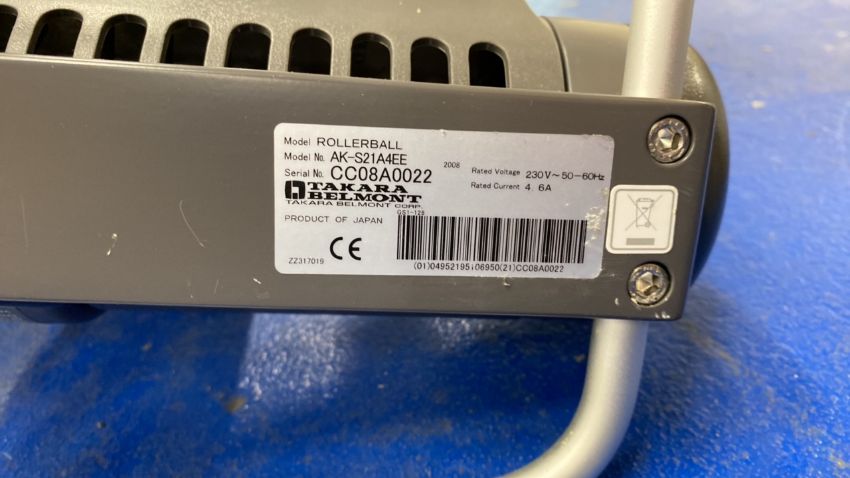 Model ROLLERBALL
Model No. AK-S21A4EE
2008
Serial No. CC08A0022
Rated Voltage 230V~50-60Hz
Rated Current 4.6A
TAKARA
BELMONT
TAKARA BELMONT CORP.
PRODUCT OF JAPAN
GS1-128
CE
ZZ317019
(01)04952195106950(21)CC08A0022